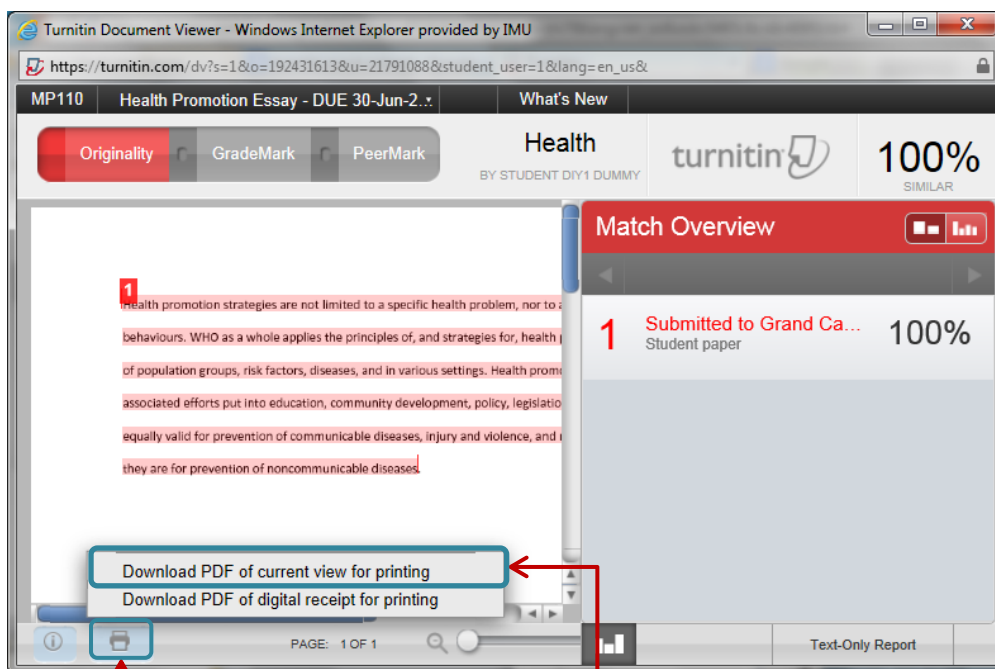 Turnitin Document Viewer - Windows Internet Explorer provided by IMU
https://turnitin.com/dv?s=1&o=192431613&u=21791088&student_user=1&lang=en_us&
MP110 Health Promotion Essay - DUE 30-Jun-2... What's New
Originality GradeMark PeerMark
Health
BY STUDENT DIY1 DUMMY
turnitin
100%
SIMILAR
Match Overview
1
Health promotion strategies are not limited to a specific health problem, nor to a
behaviours. WHO as a whole applies the principles of, and strategies for, health
of population groups, risk factors, diseases, and in various settings. Health promo
associated efforts put into education, community development, policy, legislatio
equally valid for prevention of communicable diseases, injury and violence, and
they are for prevention of noncommunicable diseases.
1 Submitted to Grand Ca... 100%
Student paper
Download PDF of current view for printing
Download PDF of digital receipt for printing
PAGE: 1 OF 1
Text-Only Report